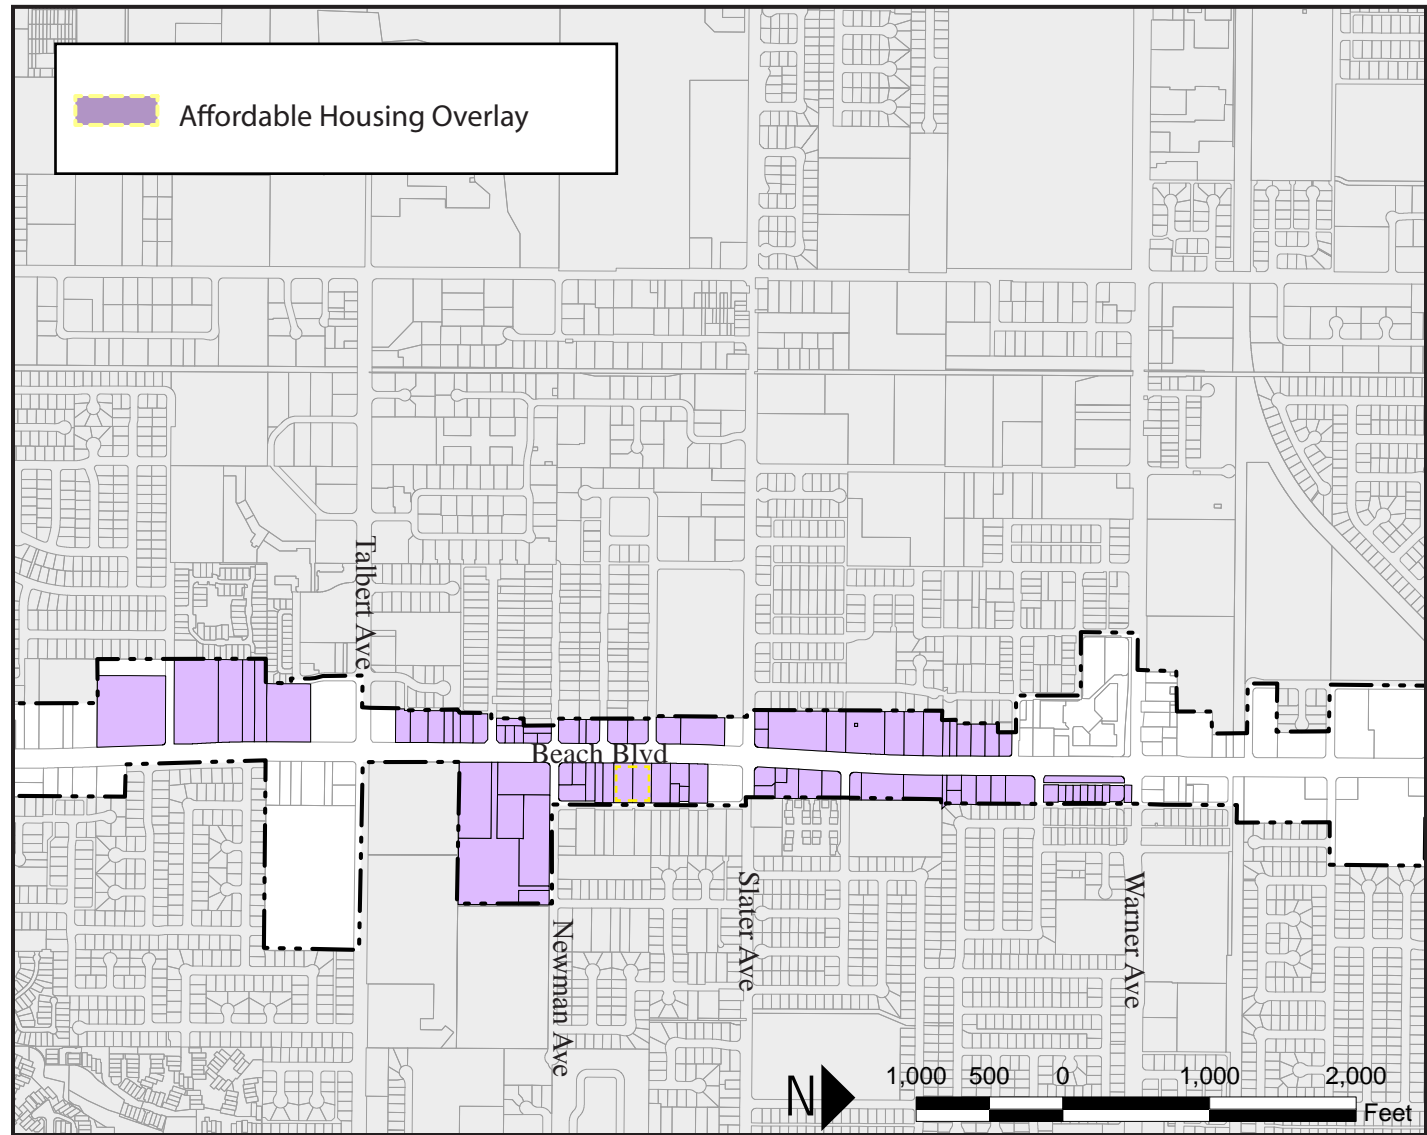 Affordable Housing Overlay
Talbert Ave
Beach Blvd
Slater Ave
Warner Ave
Newman Ave
N
1,000 500 0 1,000 2,000
Feet